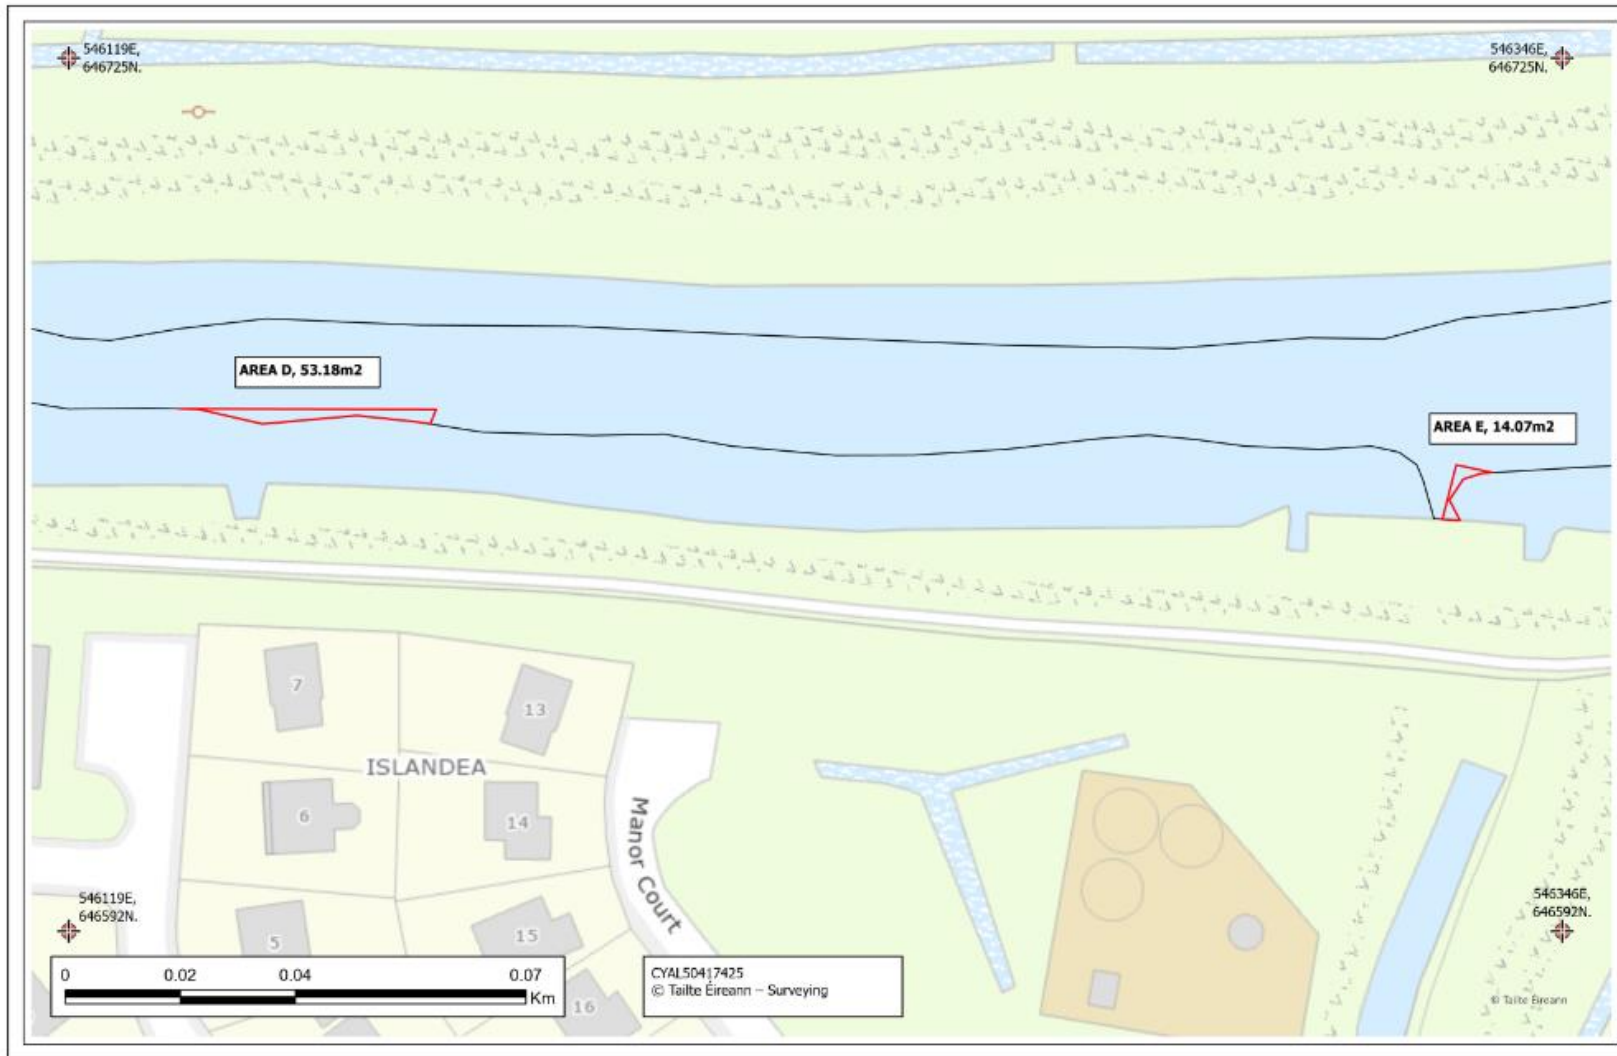 546119E,
646725N.
546346E,
646725N.
AREA D, 53.18m2
AREA E, 14.07m2
7
13
ISLANDEA
6
14
Manor Court
546119E,
646592N.
546346E,
646592N.
5
15
0 0.02 0.04 0.07
Km
16
CYAL50417425
© Tailte Éireann – Surveying
© Tailte Éireann